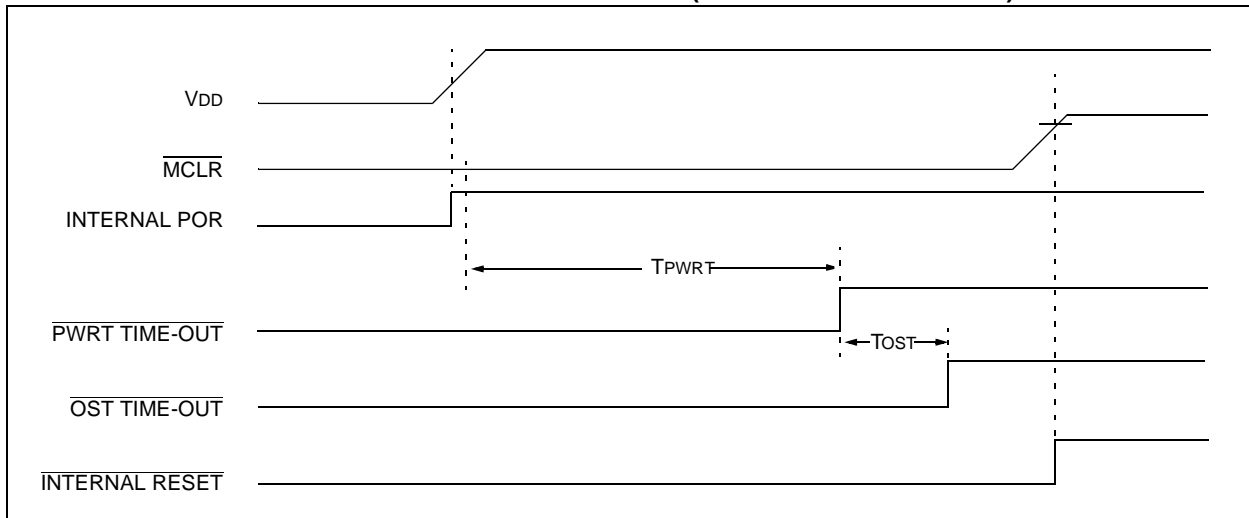 VDD
MCLR
INTERNAL POR
TPWRT
PWRT TIME-OUT
TOST
OST TIME-OUT
INTERNAL RESET